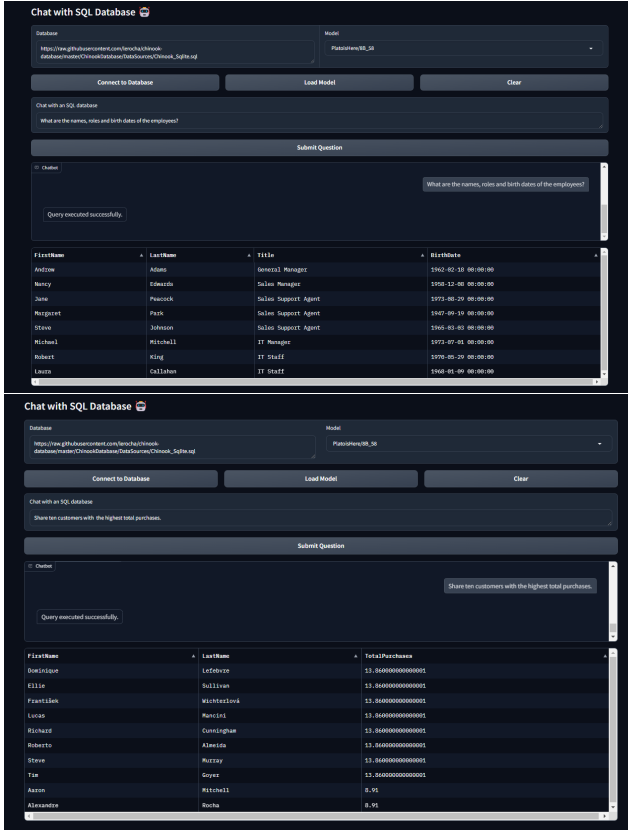 Chat with SQL Database
Database
Model
https://raw.githubusercontent.com/lerocha/chinook-
database/master/ChinookDatabase/DataSources/Chinook_Sqlite.sql
PlatoisHere/8B_S8
Connect to Database Load Model Clear
Chat with an SQL database
What are the names, roles and birth dates of the employees?
Submit Question
Chatbot
What are the names, roles and birth dates of the employees?
Query executed successfully.
FirstName LastName Title BirthDate
Andrew Adams General Manager 1962-02-18 00:00:00
Nancy Edwards Sales Manager 1958-12-08 00:00:00
Jane Peacock Sales Support Agent 1973-08-29 00:00:00
Margaret Park Sales Support Agent 1947-09-19 00:00:00
Steve Johnson Sales Support Agent 1965-03-03 00:00:00
Michael Mitchell IT Manager 1973-07-01 00:00:00
Robert King IT Staff 1970-05-29 00:00:00
Laura Callahan IT Staff 1968-01-09 00:00:00
Chat with SQL Database
Database
Model
https://raw.githubusercontent.com/lerocha/chinook-
database/master/ChinookDatabase/DataSources/Chinook_Sqlite.sql
PlatoisHere/8B_S8
Connect to Database Load Model Clear
Chat with an SQL database
Share ten customers with the highest total purchases.
Submit Question
Chatbot
Share ten customers with the highest total purchases.
Query executed successfully.
FirstName LastName TotalPurchases
Dominique Lefebvre 13.860000000000001
Ellie Sullivan 13.860000000000001
František Wichterlová 13.860000000000001
Lucas Mancini 13.860000000000001
Richard Cunningham 13.860000000000001
Roberto Almeida 13.860000000000001
Steve Murray 13.860000000000001
Tim Goyer 13.860000000000001
Aaron Mitchell 8.91
Alexandre Rocha 8.91